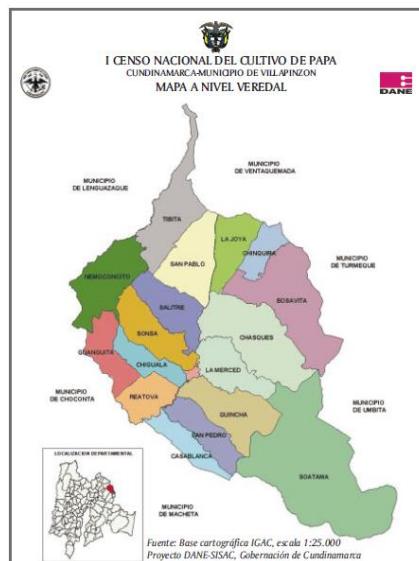 I CENSO NACIONAL DEL CULTIVO DE PAPA
CUNDINAMARCA-MUNICIPIO DE VILLAPINZON
MAPA A NIVEL VEREDAL
DANE
MUNICIPIO
DE VENTAQUEMADA
MUNICIPIO
DE LENGUAZAQUE
TIBITA
LA JOYA
CHINQUIRA
SAN PABLO
MUNICIPIO
DE TURMEQUE
NEMOCONCITO
BOSAVITA
SALITRE
SONSA
CHASQUES
GUANGUITA
CHIGUALA
LA MERCED
MUNICIPIO
DE CHOCONTA
REATOVA
MUNICIPIO
DE UMBITA
GUINCHA
SAN PEDRO
CASABLANCA
SOATAMA
LOCALIZACION DEPARTAMENTAL
MUNICIPIO
DE MACHETA
Fuente: Base cartográfica IGAC, escala 1:25.000
Proyecto DANE-SISAC, Gobernación de Cundinamarca